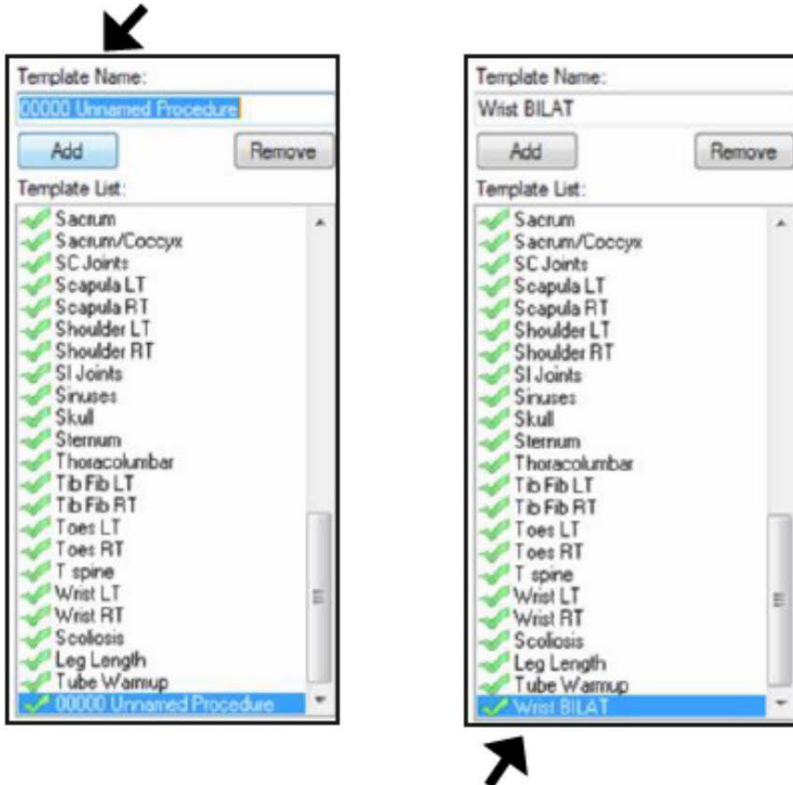 Template Name:
00000 Unnamed Procedure
Add
Remove
Template List:
Sacrum
Sacrum/Coccyx
SC Joints
Scapula LT
Scapula RT
Shoulder LT
Shoulder RT
SI Joints
Sinuses
Skull
Sternum
Thoracolumbar
Tib Fib LT
Tib Fib RT
Toes LT
Toes RT
T spine
Wrist LT
Wrist RT
Scoliosis
Leg Length
Tube Warmup
00000 Unnamed Procedure
Template Name:
Wrist BILAT
Add
Remove
Template List:
Sacrum
Sacrum/Coccyx
SC Joints
Scapula LT
Scapula RT
Shoulder LT
Shoulder RT
SI Joints
Sinuses
Skull
Sternum
Thoracolumbar
Tib Fib LT
Tib Fib RT
Toes LT
Toes RT
T spine
Wrist LT
Wrist RT
Scoliosis
Leg Length
Tube Warmup
Wrist BILAT